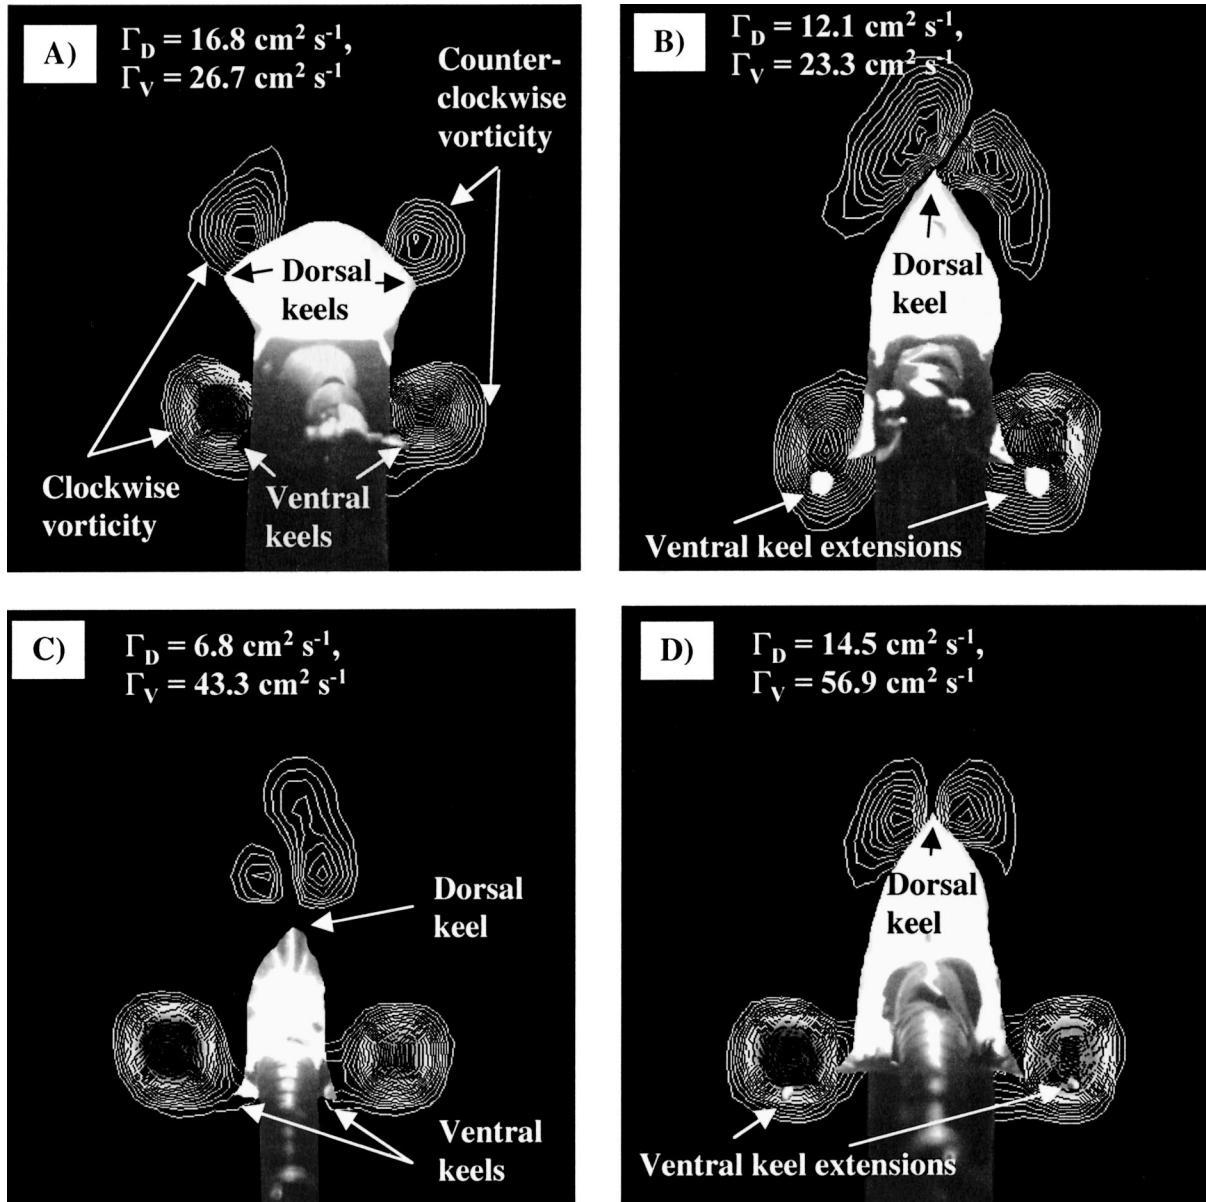 A)
Γ_D = 16.8 cm² s⁻¹,
Γ_V = 26.7 cm² s⁻¹
Counter-
clockwise
vorticity
Dorsal
keels
Clockwise
vorticity
Ventral
keels
B)
Γ_D = 12.1 cm² s⁻¹,
Γ_V = 23.3 cm² s⁻¹
Dorsal
keel
Ventral keel extensions
C)
Γ_D = 6.8 cm² s⁻¹,
Γ_V = 43.3 cm² s⁻¹
Dorsal
keel
Ventral
keels
D)
Γ_D = 14.5 cm² s⁻¹,
Γ_V = 56.9 cm² s⁻¹
Dorsal
keel
Ventral keel extensions